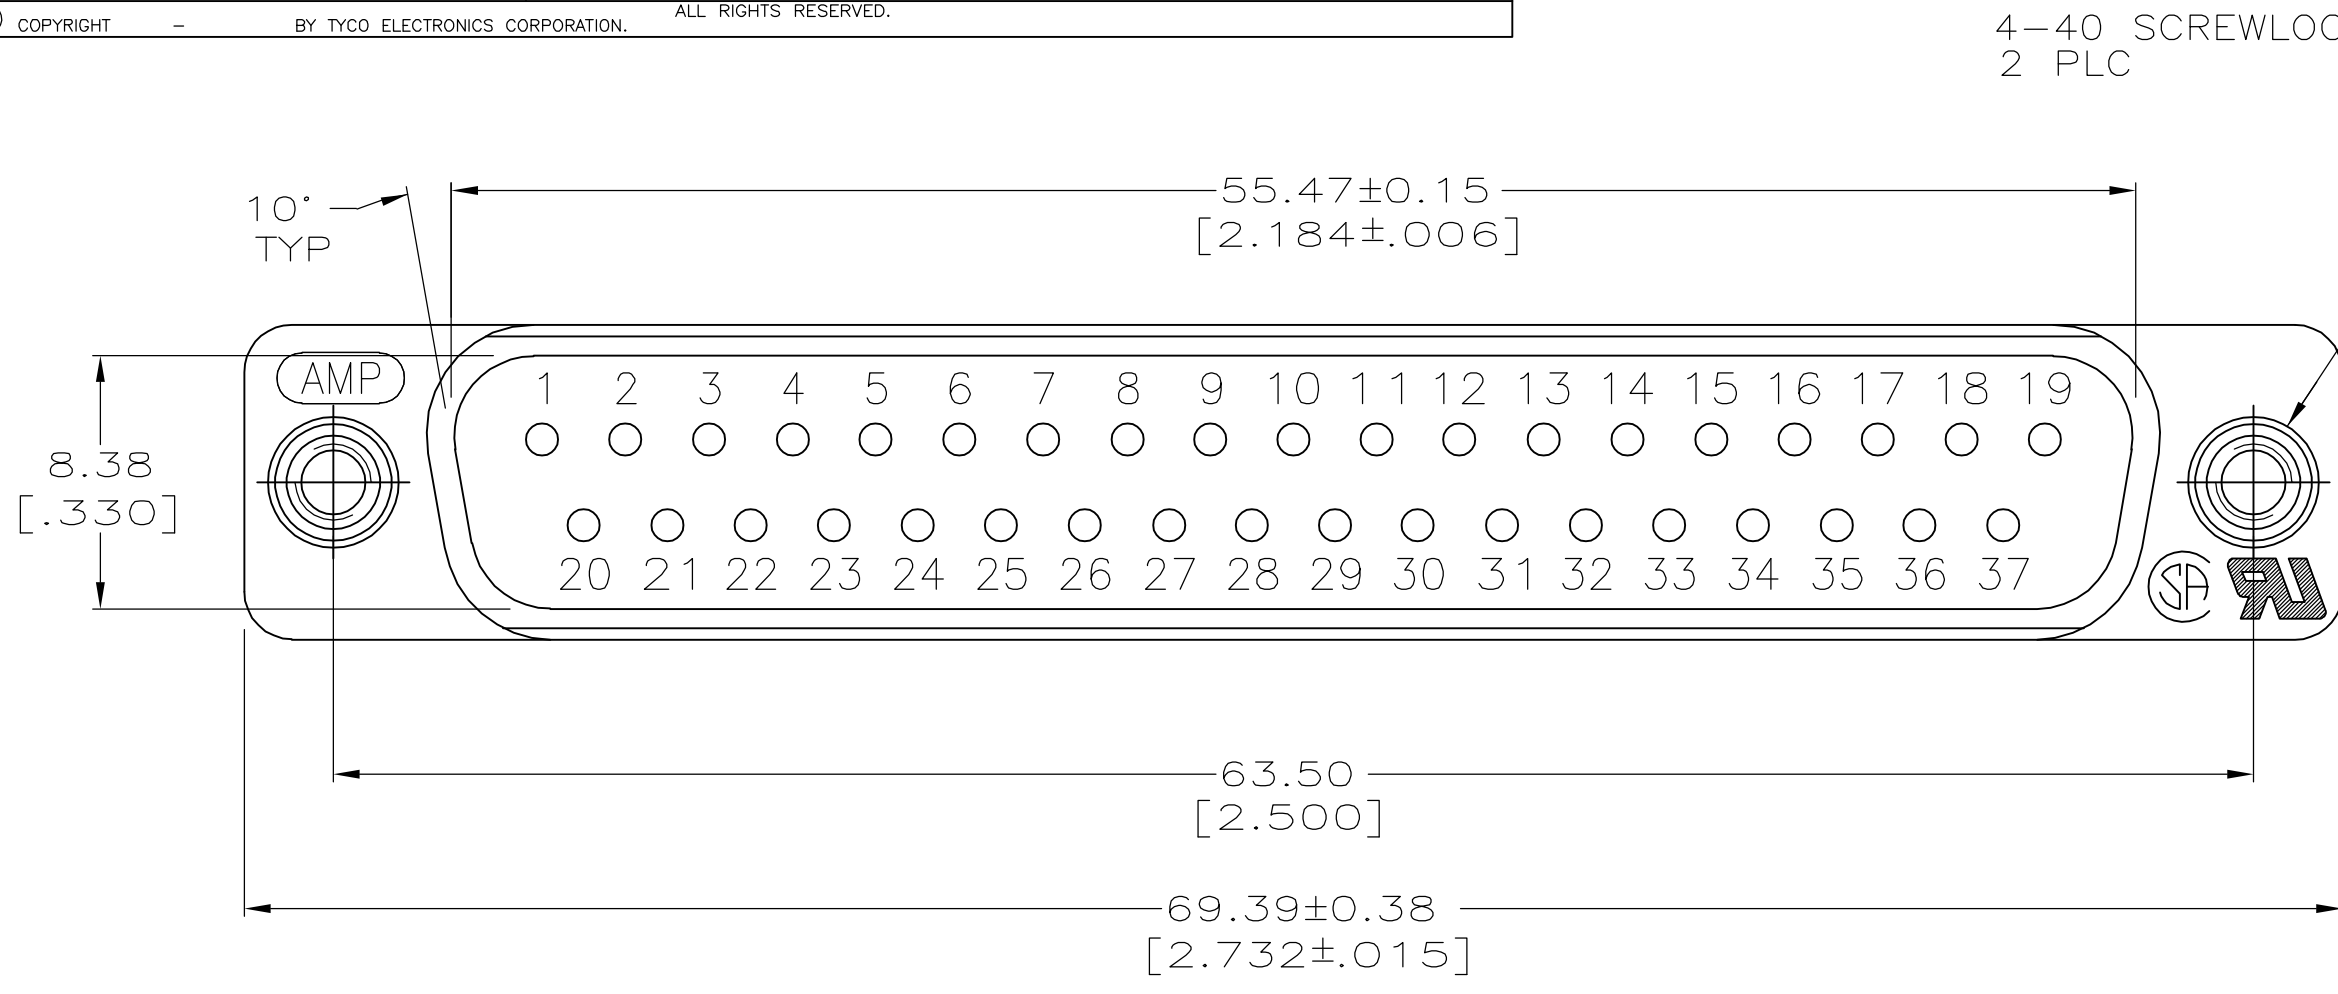 ALL RIGHTS RESERVED.
COPYRIGHT - BY TYCO ELECTRONICS CORPORATION.
4-40 SCREWLOC
2 PLC
10°
TYP
55.47±0.15
[2.184±.006]
AMP
1 2 3 4 5 6 7 8 9 10 11 12 13 14 15 16 17 18 19
8.38
[.330]
20 21 22 23 24 25 26 27 28 29 30 31 32 33 34 35 36 37
SA
63.50
[2.500]
69.39±0.38
[2.732±.015]